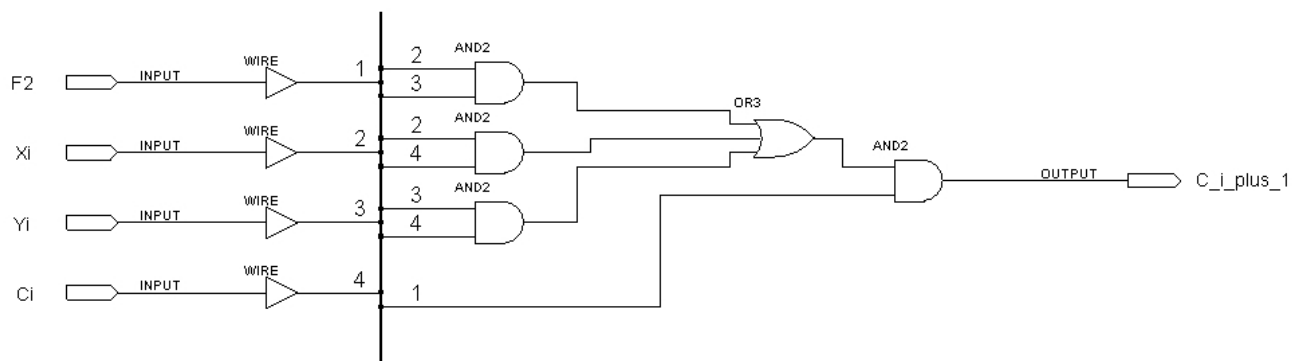 F2
INPUT
WIRE
1
2
3
AND2
OR3
Xi
INPUT
WIRE
2
2
4
AND2
AND2
OUTPUT
C_i_plus_1
Yi
INPUT
WIRE
3
3
4
AND2
Ci
INPUT
WIRE
4
1